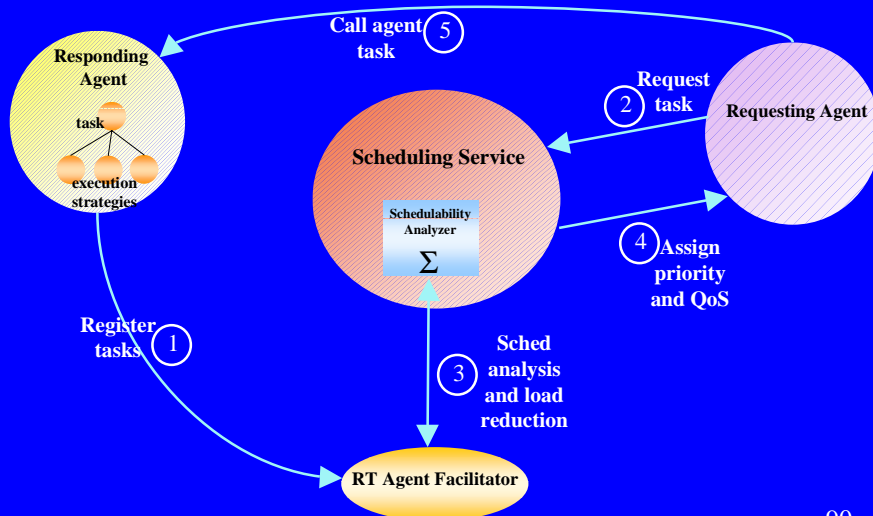 Call agent
task
5
Responding
Agent
task
execution
strategies
Request
task
2
Requesting Agent
Scheduling Service
Schedulability
Analyzer
Σ
4
Assign
priority
and QoS
Register
tasks
1
3
Sched
analysis
and load
reduction
RT Agent Facilitator